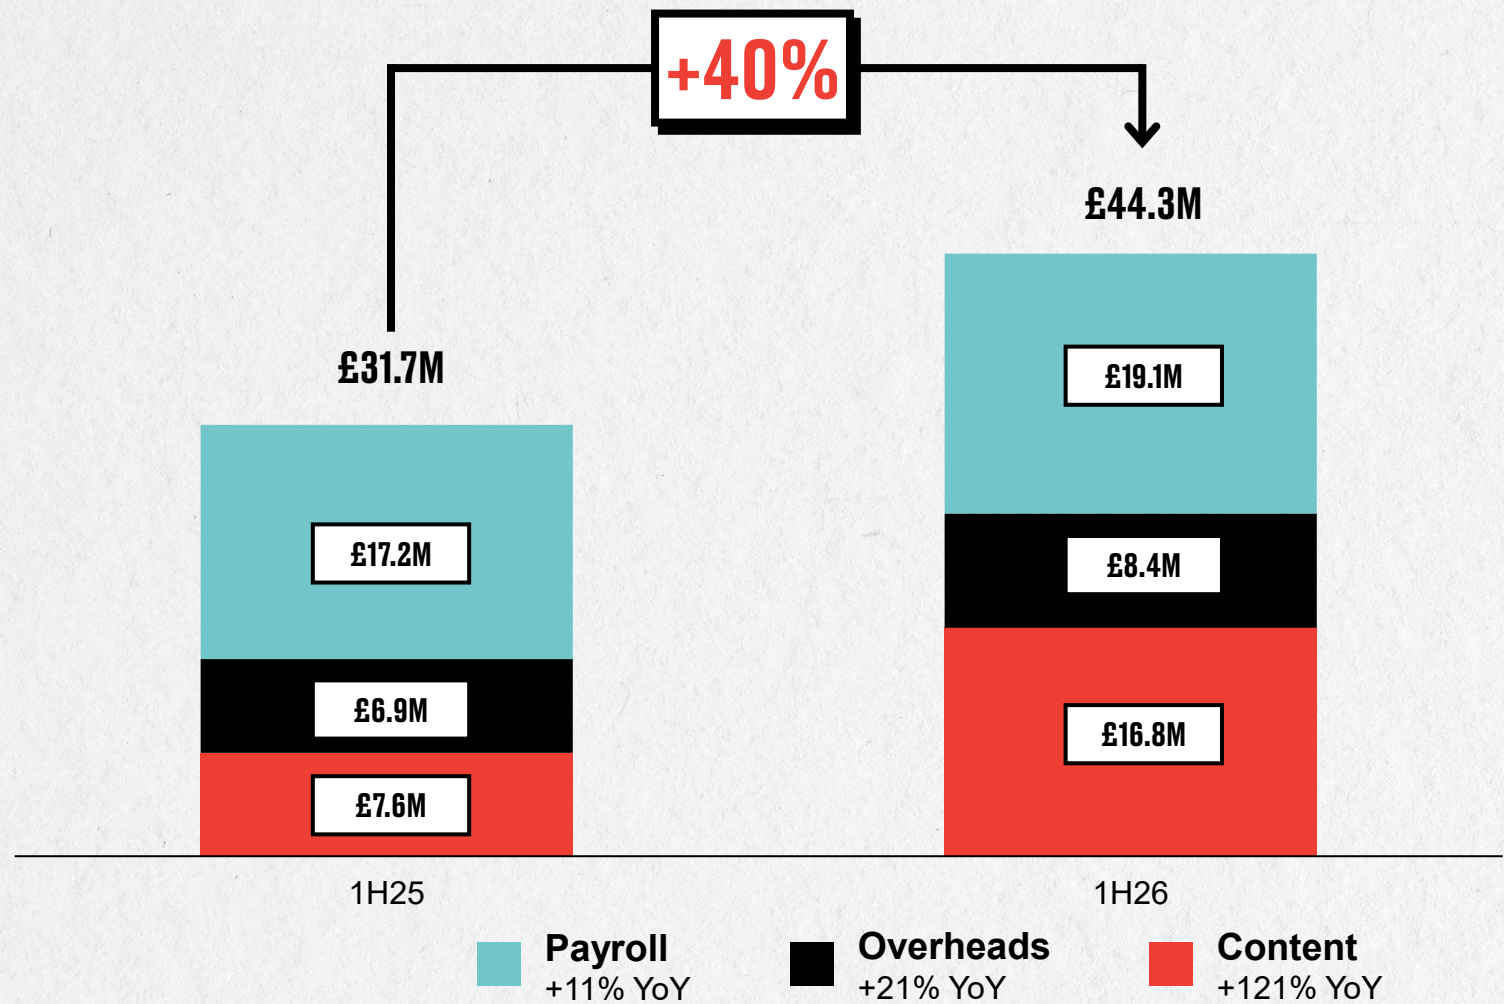 +40%
£44.3M
£31.7M
£19.1M
£17.2M
£8.4M
£6.9M
£16.8M
£7.6M
1H25
1H26
Payroll
+11% YoY
Overheads
+21% YoY
Content
+121% YoY